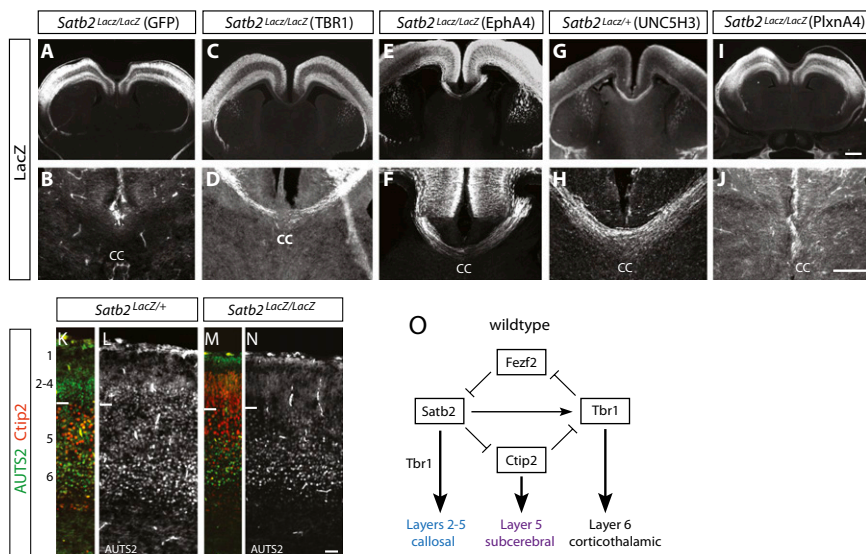 Satb2 Lacz/LacZ (GFP)
Satb2 LacZ/LacZ (TBR1)
Satb2 LacZ/LacZ (EphA4)
Satb2 Lacz/+ (UNC5H3)
Satb2 LacZ/LacZ (PlxnA4)
LacZ
A
C
E
G
I
B
CC
D
CC
F
CC
H
CC
J
CC
Satb2 LacZ/+
Satb2 LacZ/LacZ
AUTS2 Ctip2
K
L
M
N
1
2-4
5
6
AUTS2
AUTS2
O
wildtype
Fezf2
Satb2
Tbr1
Ctip2
Tbr1
Layers 2-5
callosal
Layer 5
subcerebral
Layer 6
corticothalamic